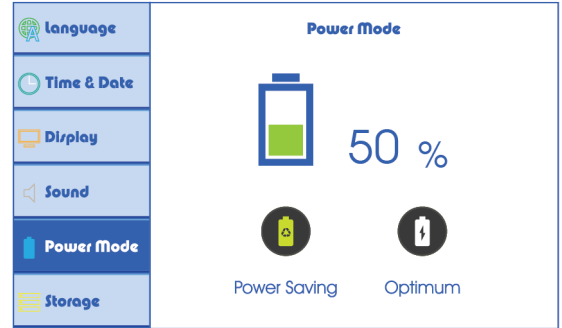 Language
Time & Date
Display
Sound
Power Mode
Storage
Power Mode
50 %
Power Saving
Optimum